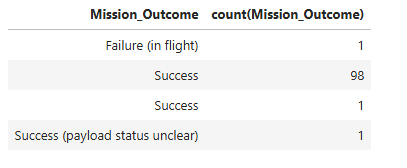 Mission_Outcome count(Mission_Outcome)
Failure (in flight) 1
Success 98
Success 1
Success (payload status unclear) 1